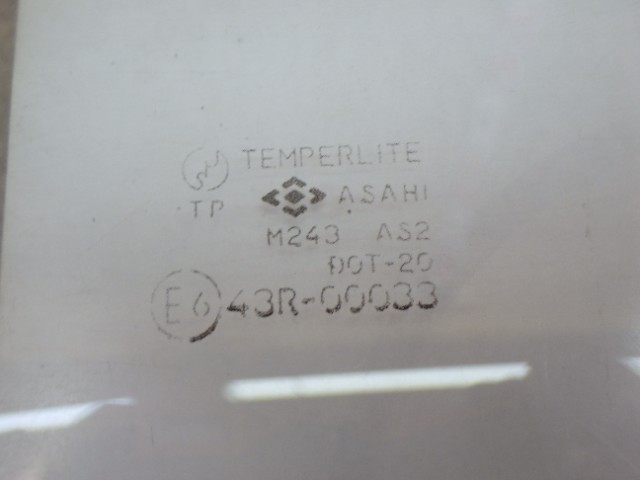 TEMPERLITE
TP ASAHI
M243 AS2
DOT-20
E6 43R-00033